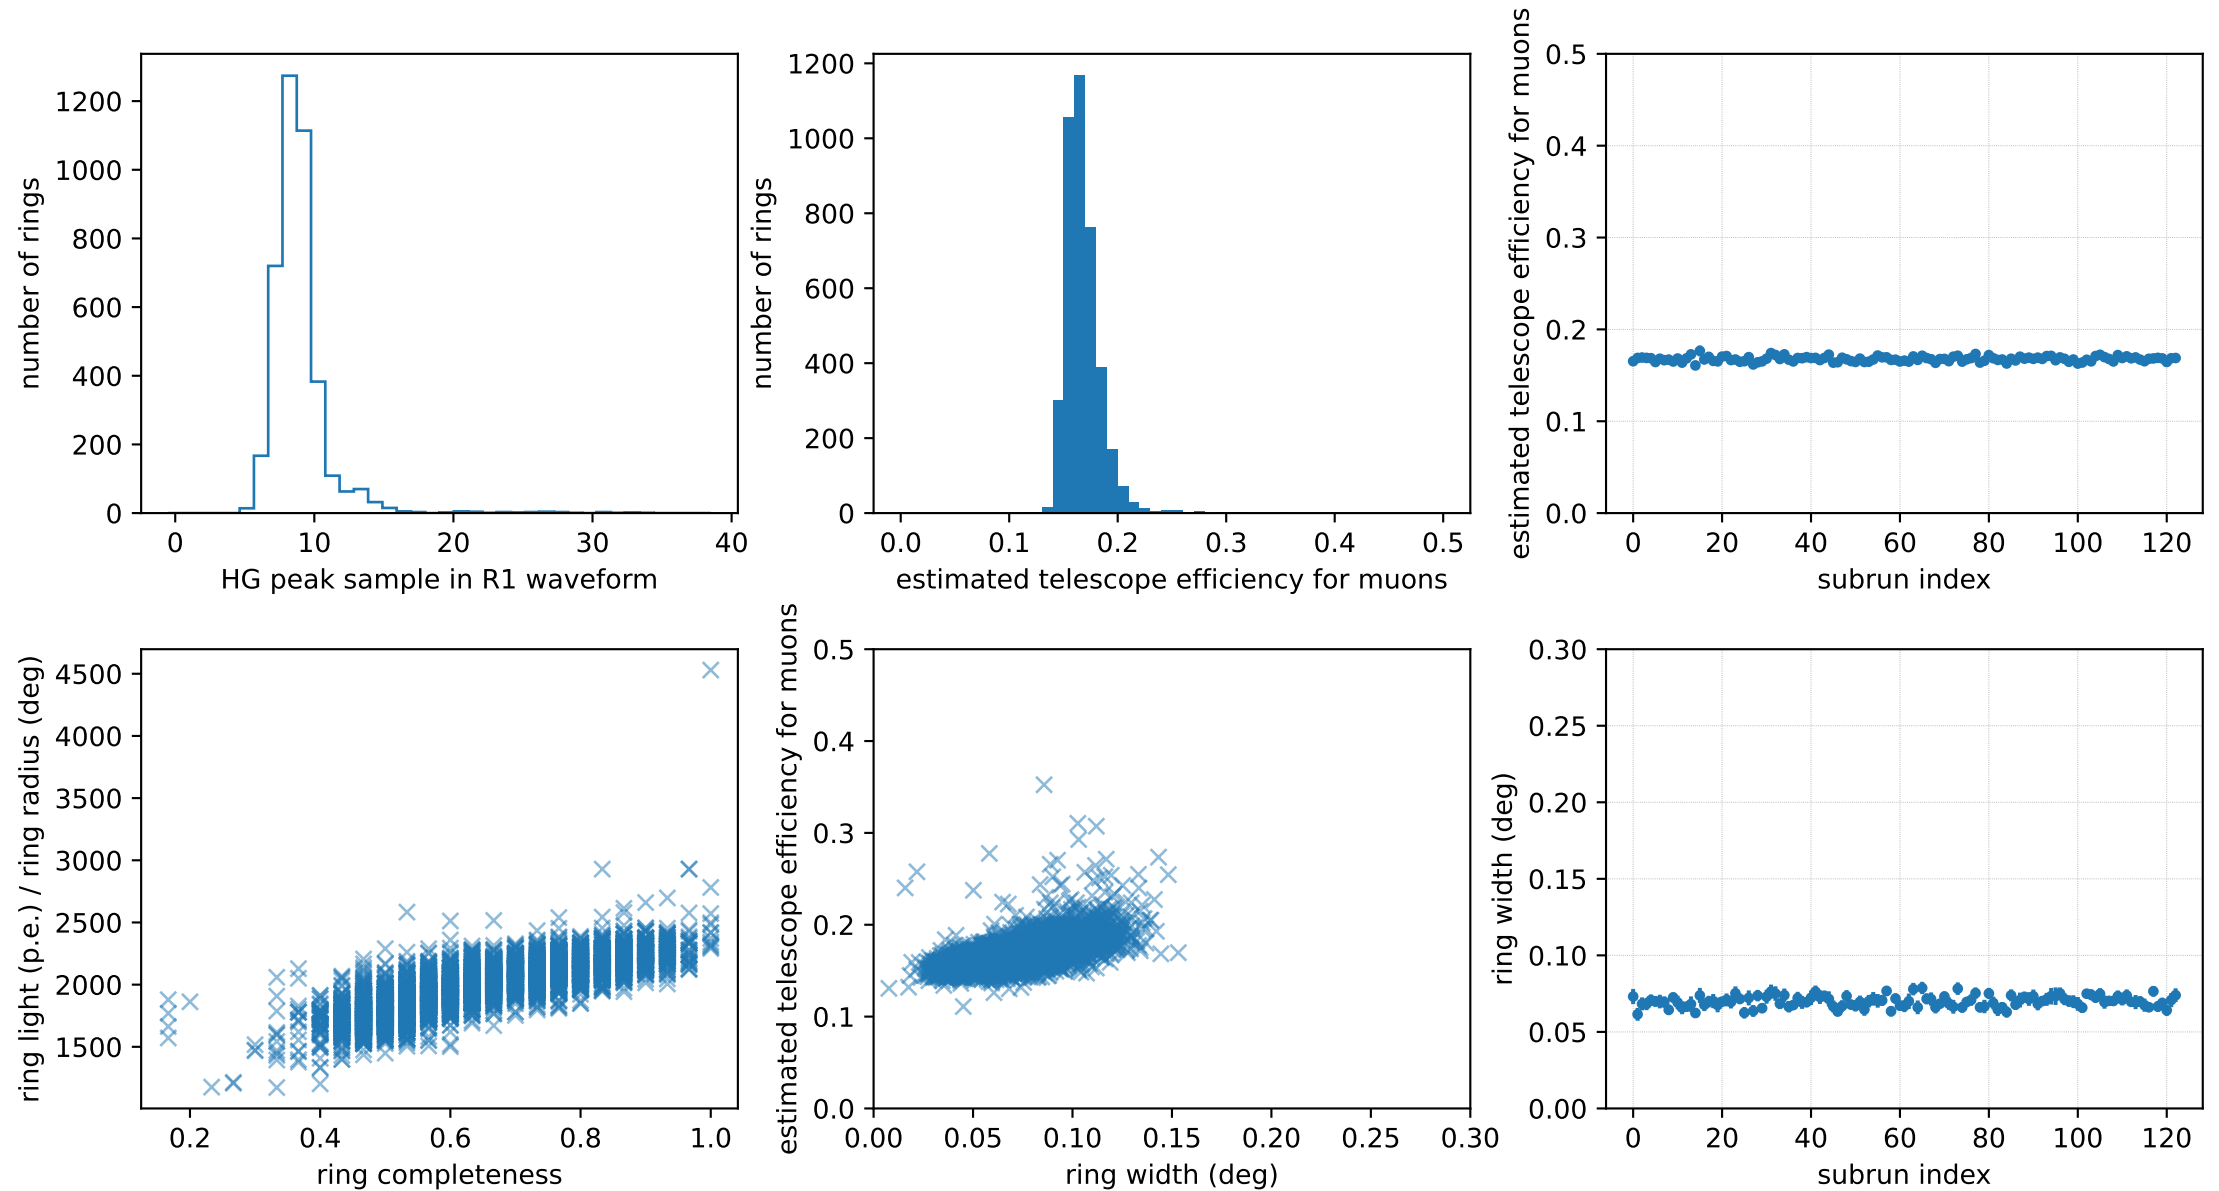 number of rings
1200
1000
800
600
400
200
0
0 10 20 30 40
HG peak sample in R1 waveform
number of rings
1200
1000
800
600
400
200
0
0.0 0.1 0.2 0.3 0.4 0.5
estimated telescope efficiency for muons
estimated telescope efficiency for muons
0.5
0.4
0.3
0.2
0.1
0.0
0 20 40 60 80 100 120
subrun index
ring light (p.e.) / ring radius (deg)
4500
4000
3500
3000
2500
2000
1500
0.2 0.4 0.6 0.8 1.0
ring completeness
estimated telescope efficiency for muons
0.5
0.4
0.3
0.2
0.1
0.0
0.00 0.05 0.10 0.15 0.20 0.25 0.30
ring width (deg)
ring width (deg)
0.30
0.25
0.20
0.15
0.10
0.05
0.00
0 20 40 60 80 100 120
subrun index